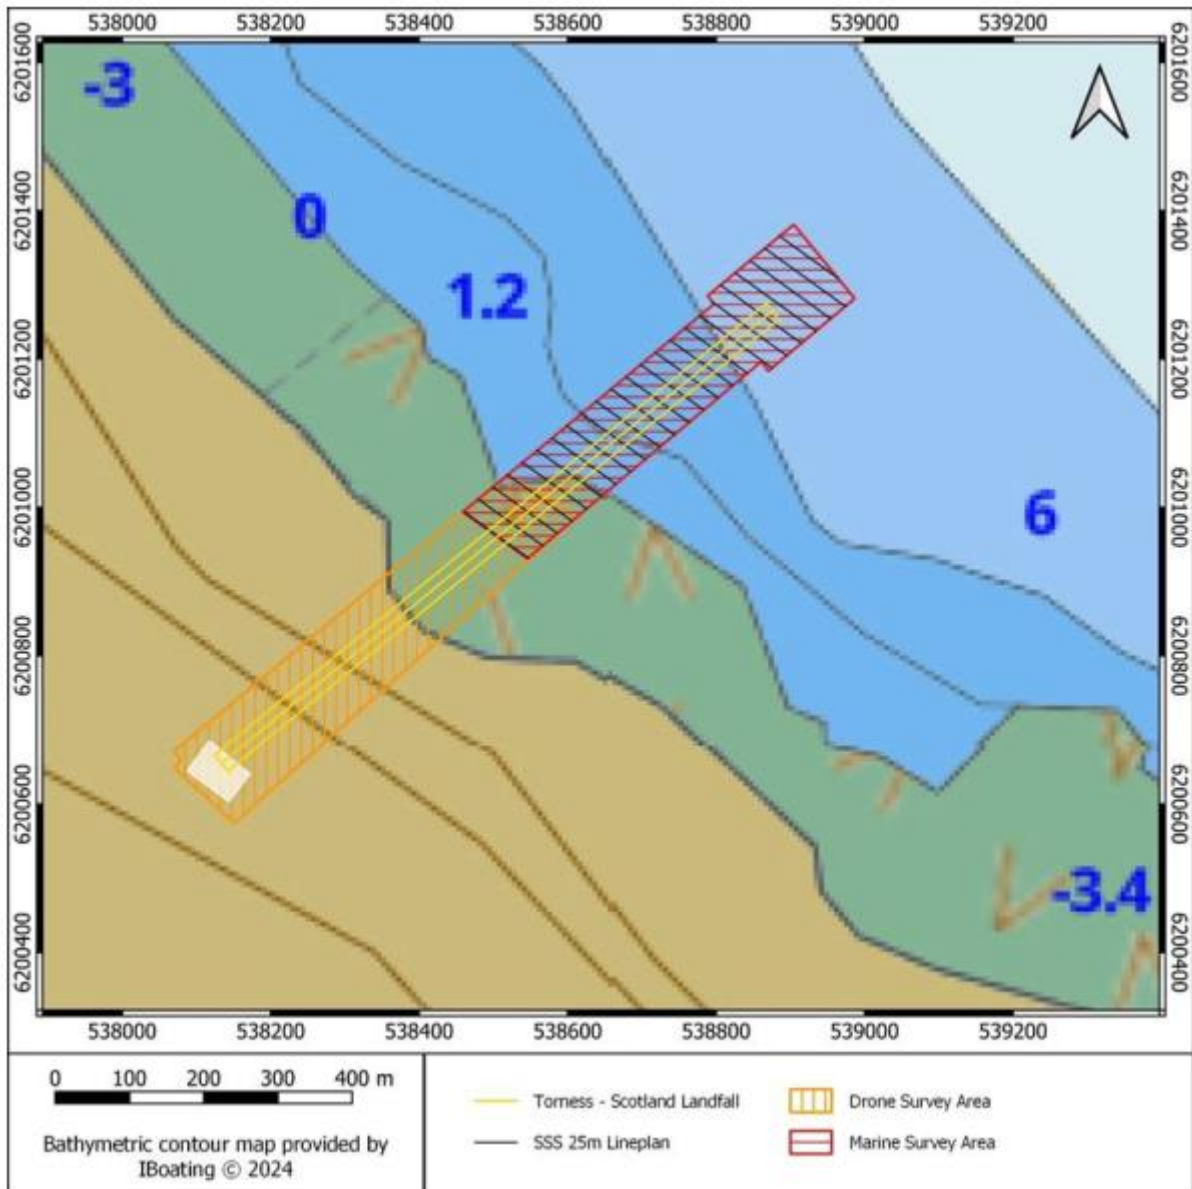 538000 538200 538400 538600 538800 539000 539200
6201600
6201400
6201200
6201000
6200800
6200600
6200400
-3
0
1.2
6
-3.4
6201600
6201400
6201200
6201000
6200800
6200600
6200400
538000 538200 538400 538600 538800 539000 539200
0 100 200 300 400 m
Bathymetric contour map provided by
IBoating © 2024
Torness - Scotland Landfall
SSS 25m Lineplan
Drone Survey Area
Marine Survey Area